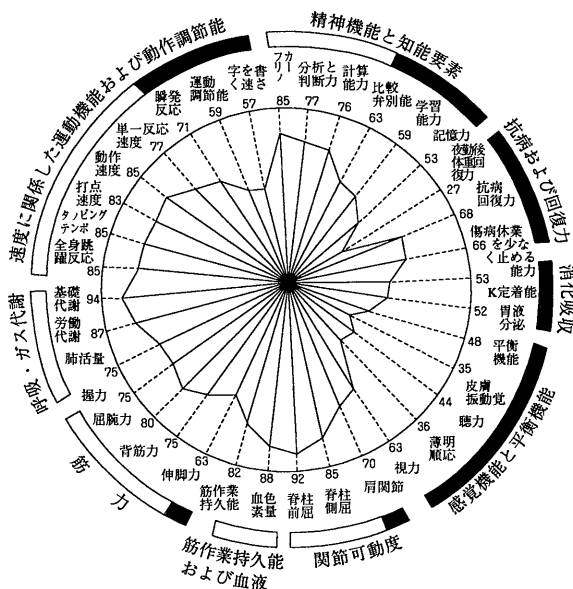 精神機能と知能要素
フリッ
カー
85
分析と
判断力
77
計算
能力
76
比較
弁別能
63
学習
能力
59
記憶力
53
夜勤後
体重回
復力
27
抗病および回復力
抗病
回復力
68
傷病休業
を少な
く止める
能力
66
消化吸収
53
K定着能
52
胃液
分泌
48
感覚機能と平衡機能
平衡
機能
35
皮膚
振動覚
44
聴力
36
薄明
順応
63
視力
70
関節可動度
肩関節
85
脊柱
側屈
92
脊柱
前屈
88
筋作業持久能
および血液
血色
素量
82
筋作業
持久能
63
筋力
伸脚力
75
背筋力
80
屈腕力
75
握力
75
呼吸・ガス代謝
肺活量
87
労働
代謝
94
基礎
代謝
85
速度に関係した運動機能および動作調節能
全身跳
躍反応
85
タッピング
テンポ
83
打点
速度
85
動作
速度
77
単一反応
速度
71
瞬発
反応
59
運動
調節能
57
字を書
く速さ